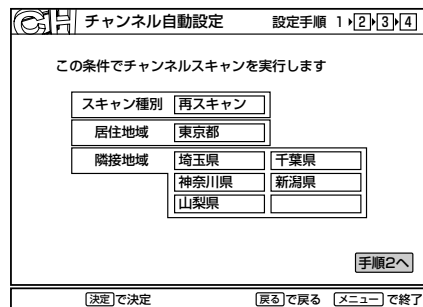 CH チャンネル自動設定 設定手順 1▶2▶3▶4
この条件でチャンネルスキャンを実行します
スキャン種別 再スキャン
居住地域 東京都
隣接地域 埼玉県 千葉県
神奈川県 新潟県
山梨県
手順2へ
決定で決定 戻るで戻る メニューで終了